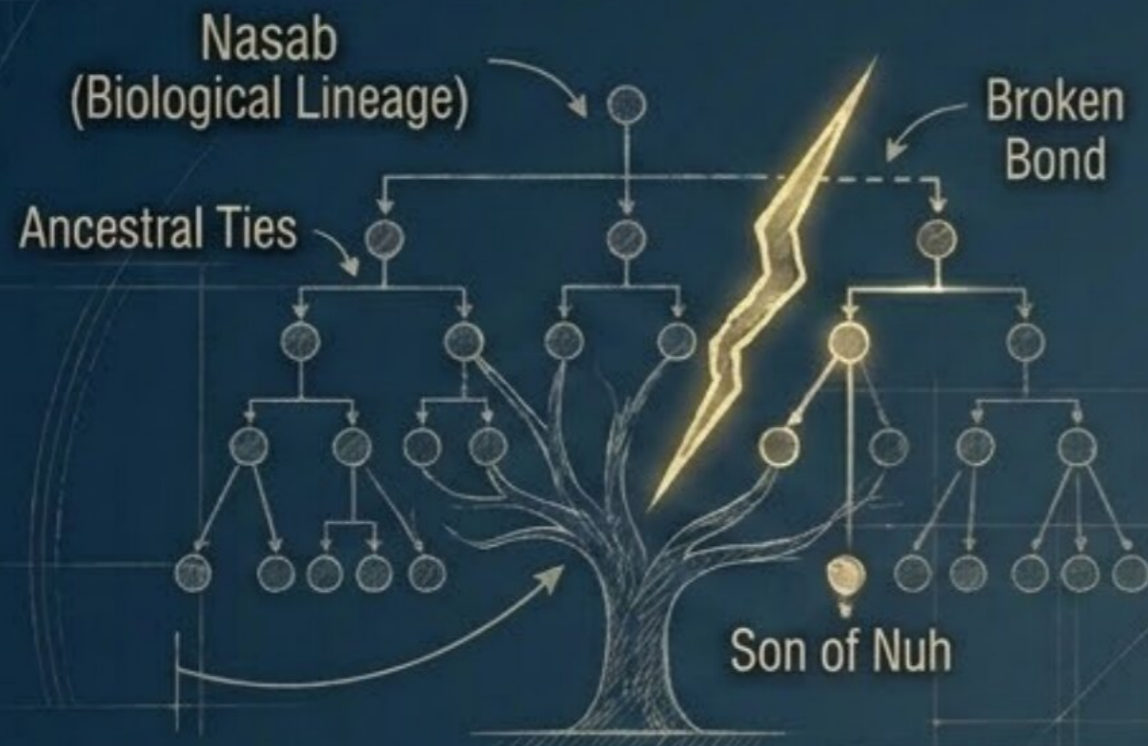 Nasab
(Biological Lineage)
Broken
Bond
Ancestral Ties
Son of Nuh